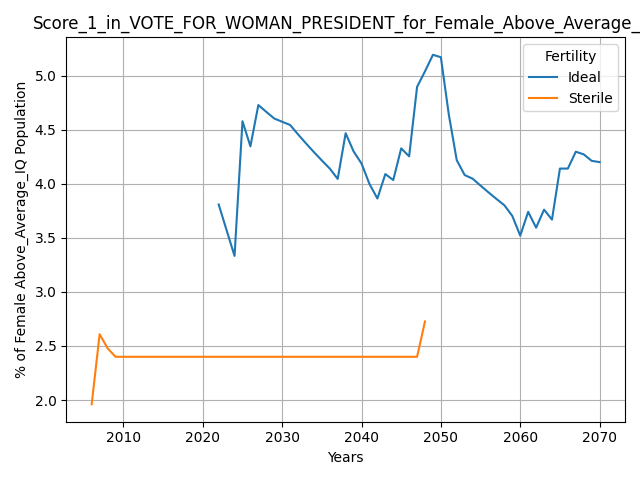 Score_1_in_VOTE_FOR_WOMAN_PRESIDENT_for_Female_Above_Average_
Fertility
Ideal
Sterile
% of Female Above_Average_IQ Population
5.0
4.5
4.0
3.5
3.0
2.5
2.0
2010 2020 2030 2040 2050 2060 2070
Years